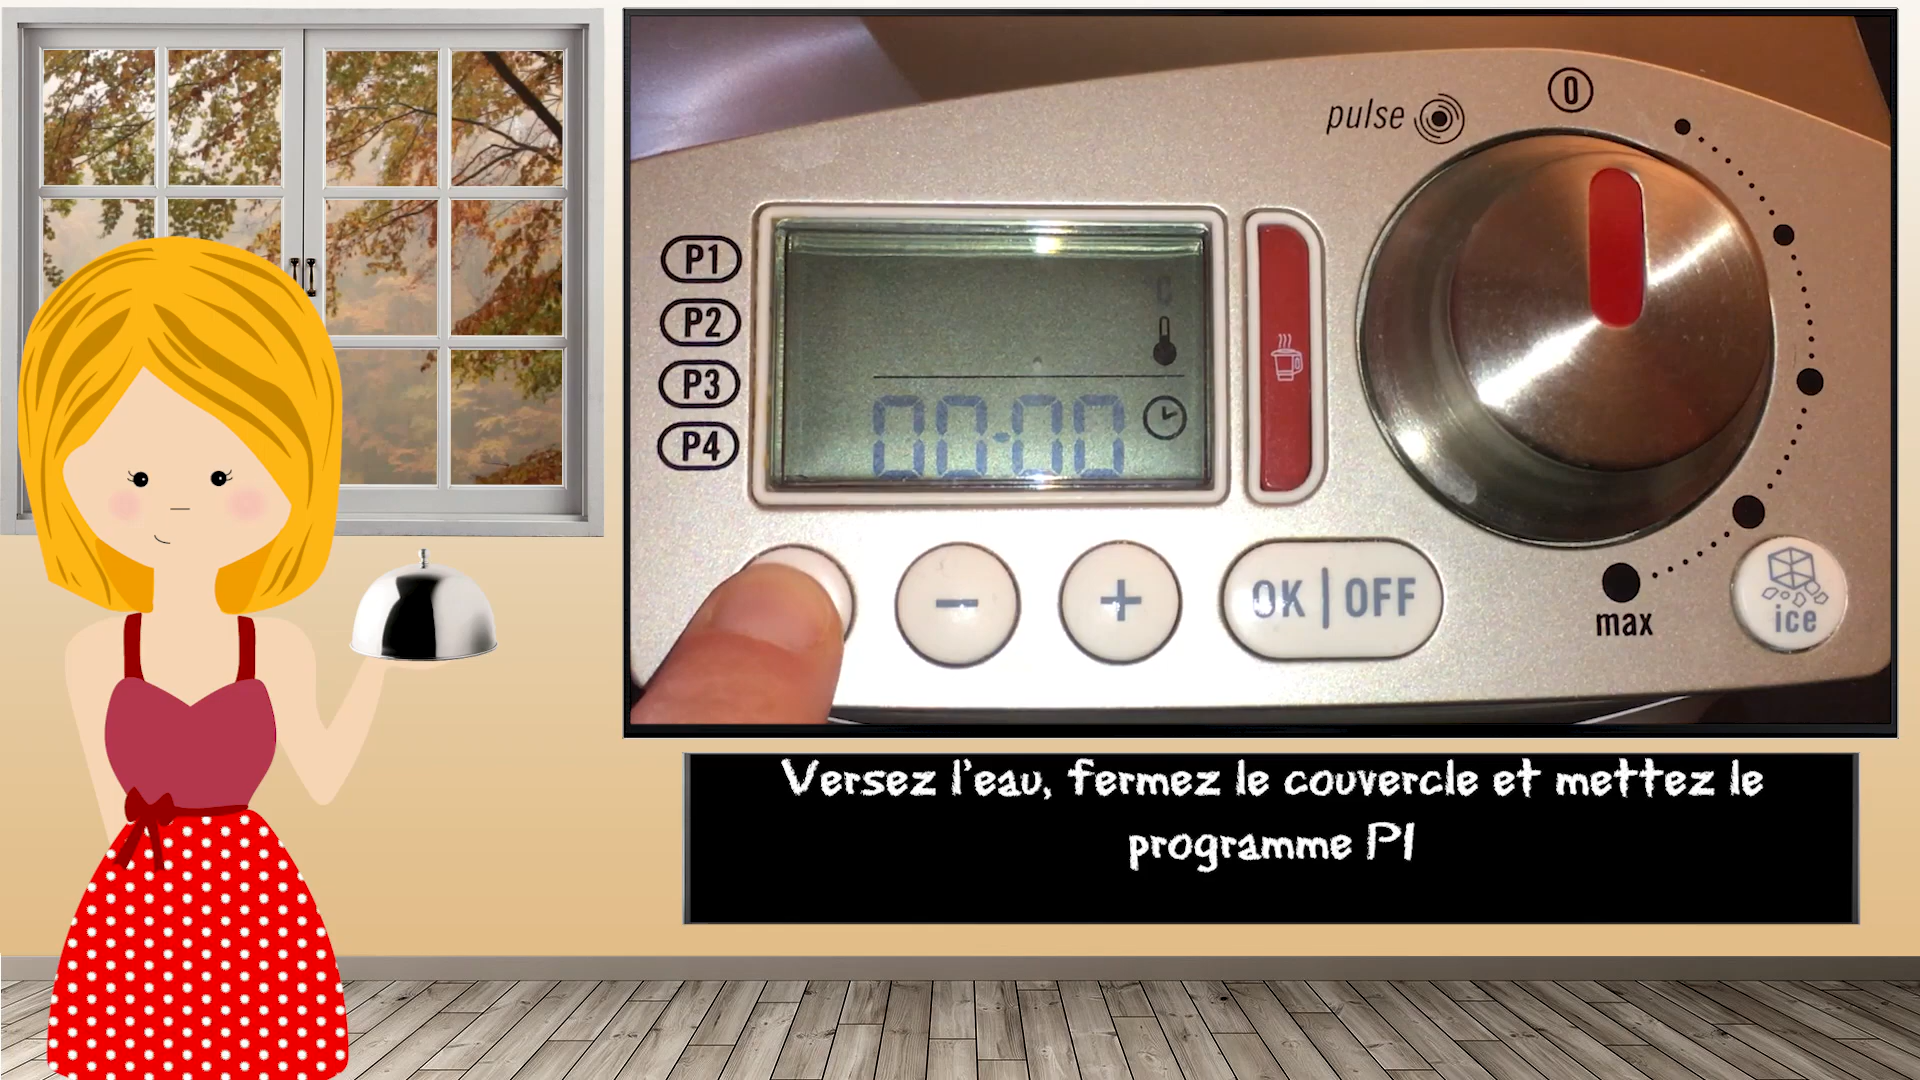 pulse
0
P1
P2
P3
P4
00:00
- + OK | OFF
max
ice
Versez l'eau, fermez le couvercle et mettez le
programme P1